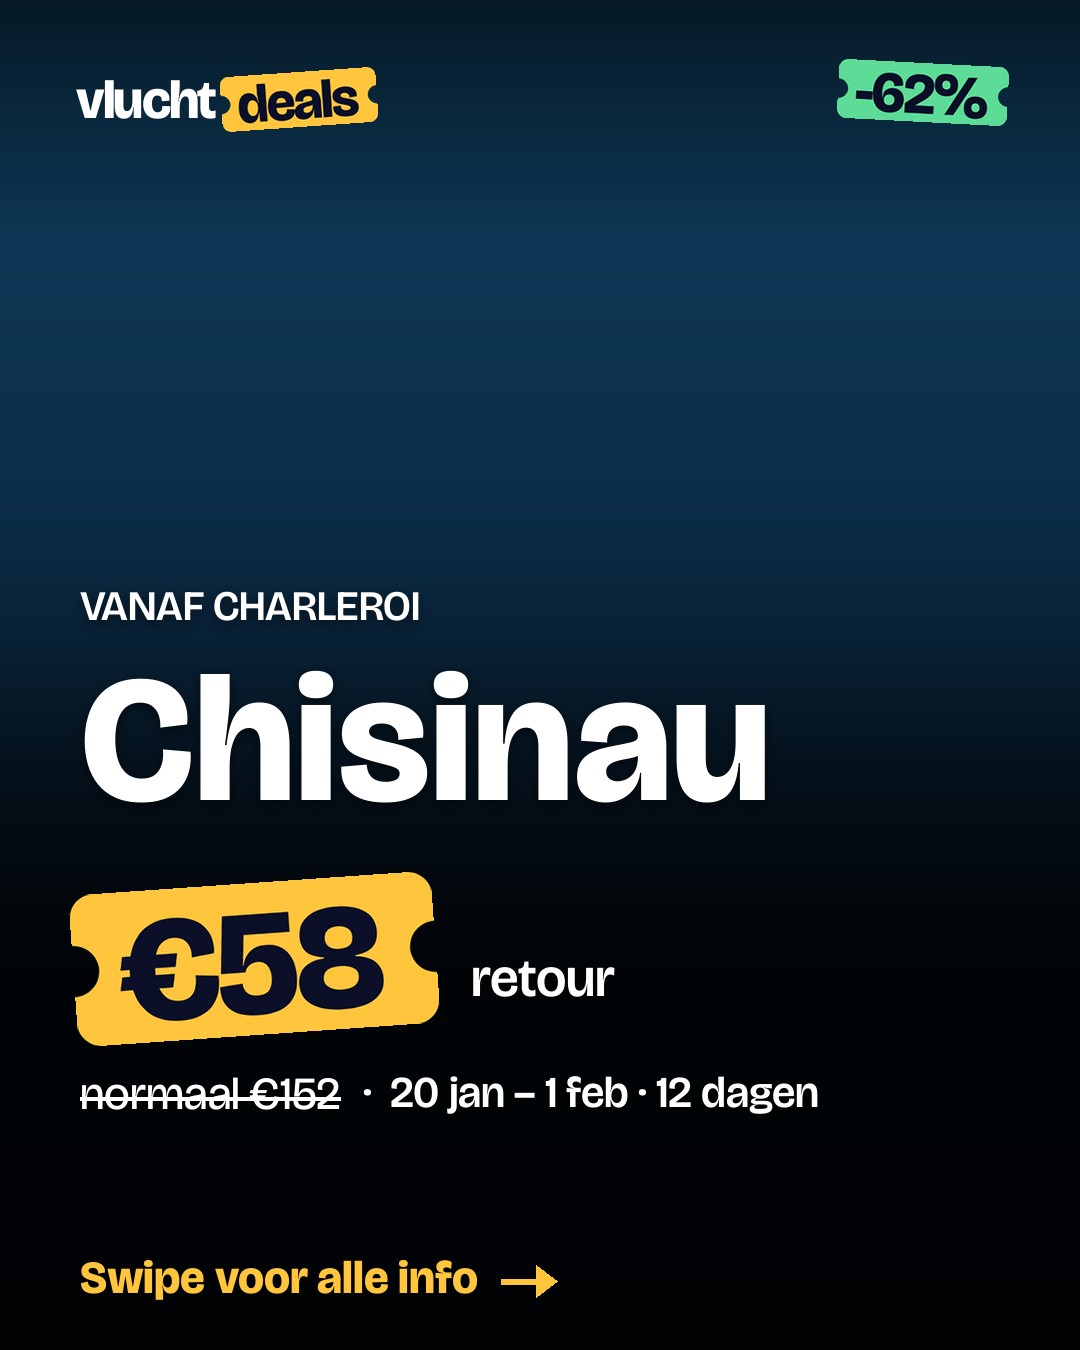 vlucht deals
-62%
VANAF CHARLEROI
Chisinau
€58 retour
normaal €152 · 20 jan – 1 feb · 12 dagen
Swipe voor alle info →